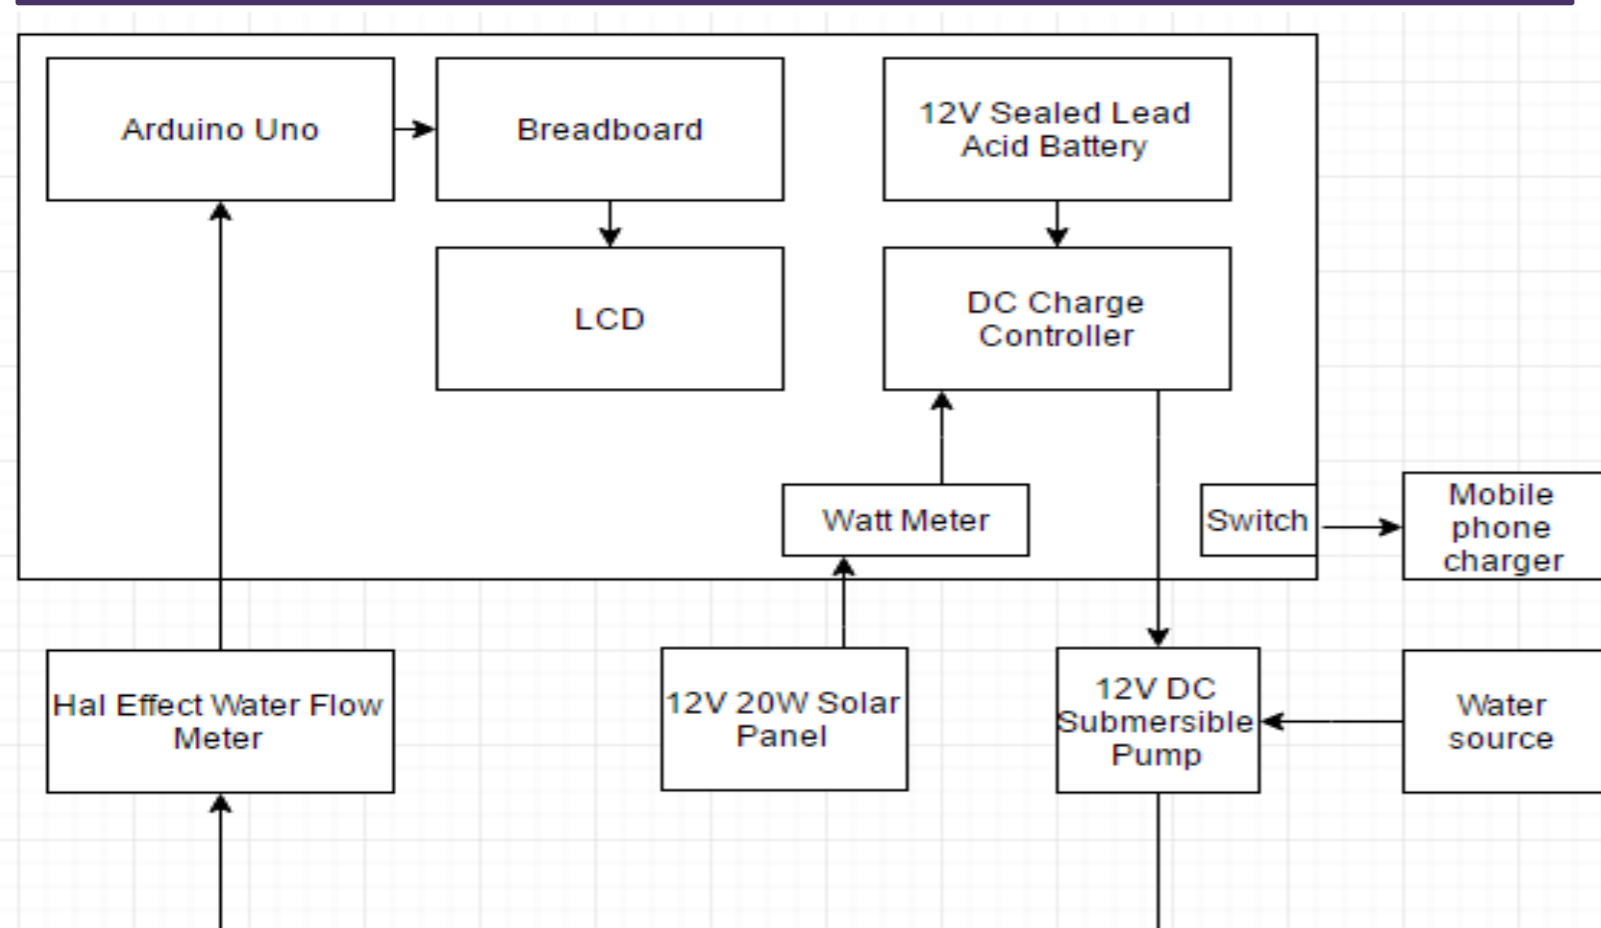 Arduino Uno
Breadboard
12V Sealed Lead
Acid Battery
LCD
DC Charge
Controller
Watt Meter
Switch
Mobile
phone
charger
Hal Effect Water Flow
Meter
12V 20W Solar
Panel
12V DC
Submersible
Pump
Water
source